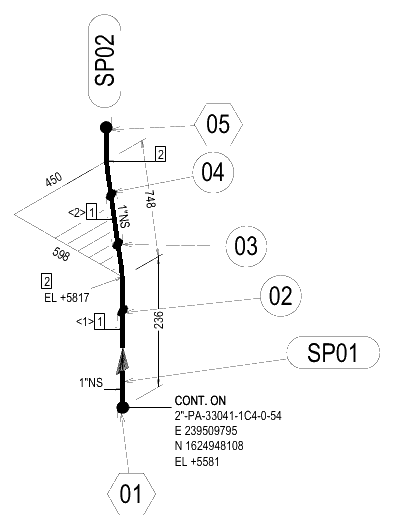 SP02
05
2
450
04
<2> 1
1"NS
748
598
03
2
EL +5817
02
<1> 1
236
SP01
1"NS
CONT. ON
2"-PA-33041-1C4-0-54
E 239509795
N 1624948108
EL +5581
01